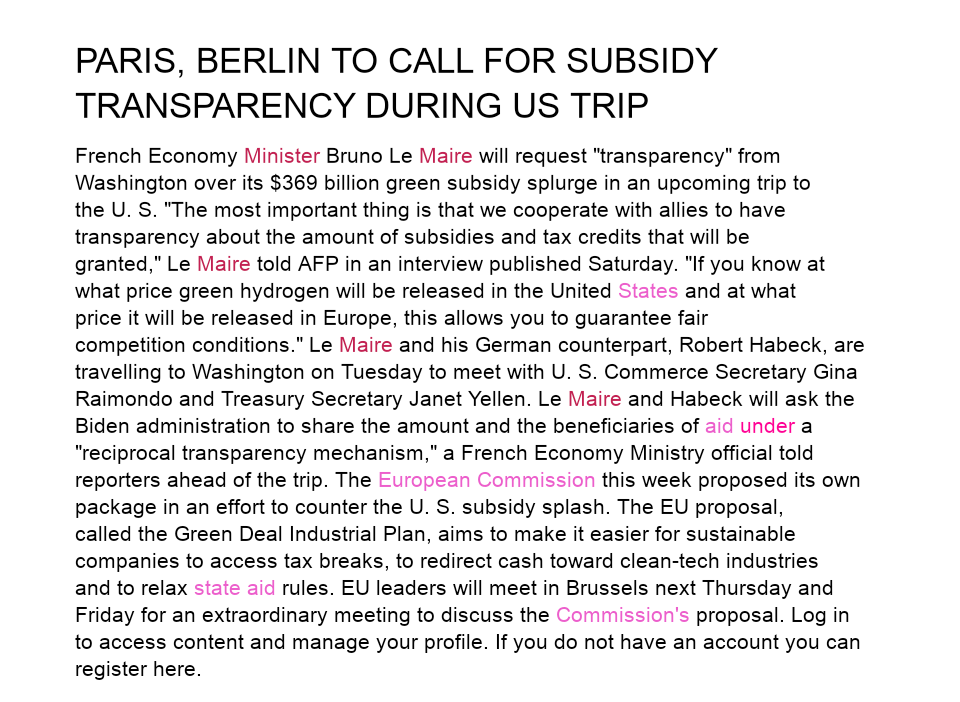 PARIS, BERLIN TO CALL FOR SUBSIDY
TRANSPARENCY DURING US TRIP
French Economy Minister Bruno Le Maire will request "transparency" from
Washington over its $369 billion green subsidy splurge in an upcoming trip to
the U. S. "The most important thing is that we cooperate with allies to have
transparency about the amount of subsidies and tax credits that will be
granted," Le Maire told AFP in an interview published Saturday. "If you know at
what price green hydrogen will be released in the United States and at what
price it will be released in Europe, this allows you to guarantee fair
competition conditions." Le Maire and his German counterpart, Robert Habeck, are
travelling to Washington on Tuesday to meet with U. S. Commerce Secretary Gina
Raimondo and Treasury Secretary Janet Yellen. Le Maire and Habeck will ask the
Biden administration to share the amount and the beneficiaries of aid under a
"reciprocal transparency mechanism," a French Economy Ministry official told
reporters ahead of the trip. The European Commission this week proposed its own
package in an effort to counter the U. S. subsidy splash. The EU proposal,
called the Green Deal Industrial Plan, aims to make it easier for sustainable
companies to access tax breaks, to redirect cash toward clean-tech industries
and to relax state aid rules. EU leaders will meet in Brussels next Thursday and
Friday for an extraordinary meeting to discuss the Commission's proposal. Log in
to access content and manage your profile. If you do not have an account you can
register here.